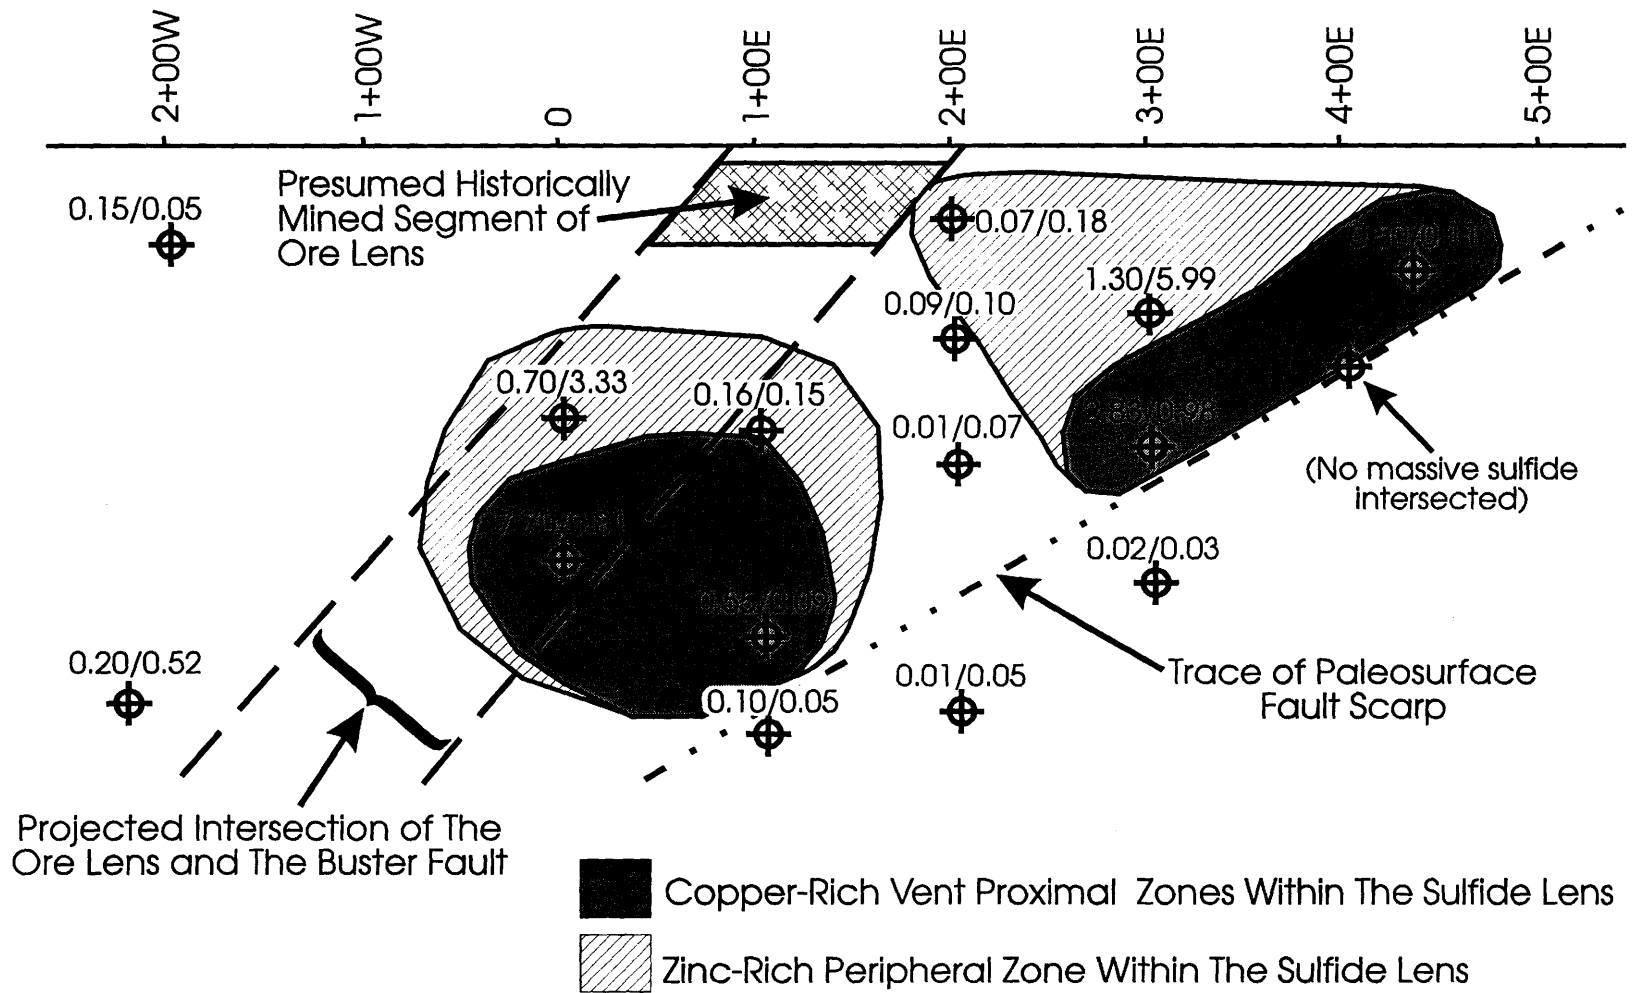 2+00W
1+00W
0
1+00E
2+00E
3+00E
4+00E
5+00E
Presumed Historically
Mined Segment of
Ore Lens
0.15/0.05
0.07/0.18
1.30/5.99
0.09/0.10
0.70/3.33
0.16/0.15
0.01/0.07
(No massive sulfide
intersected)
0.02/0.03
0.20/0.52
0.10/0.05
0.01/0.05
Trace of Paleosurface
Fault Scarp
Projected Intersection of The
Ore Lens and The Buster Fault
Copper-Rich Vent Proximal Zones Within The Sulfide Lens
Zinc-Rich Peripheral Zone Within The Sulfide Lens